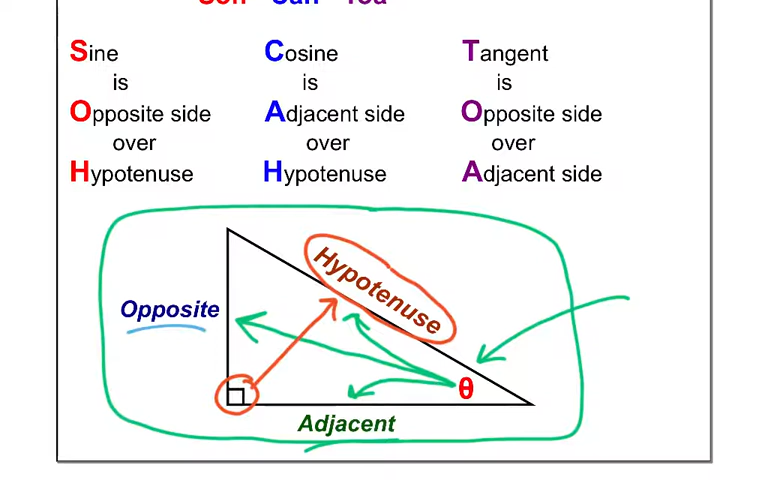 Sine Cosine Tangent
is is is
Opposite side Adjacent side Opposite side
over over over
Hypotenuse Hypotenuse Adjacent side
Hypotenuse
Opposite
θ
Adjacent